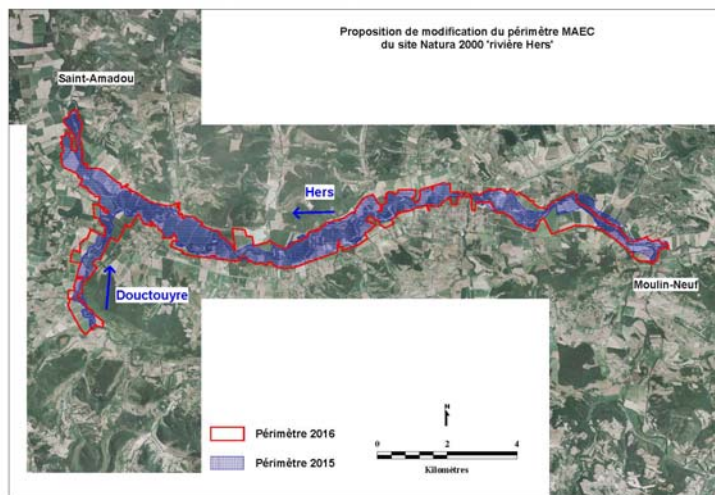 Proposition de modification du périmètre MAEC
du site Natura 2000 'rivière Hers'
Saint-Amadou
Hers
Douctouyre
Moulin-Neuf
N
Périmètre 2016
Périmètre 2015
0 2 4
Kilomètres